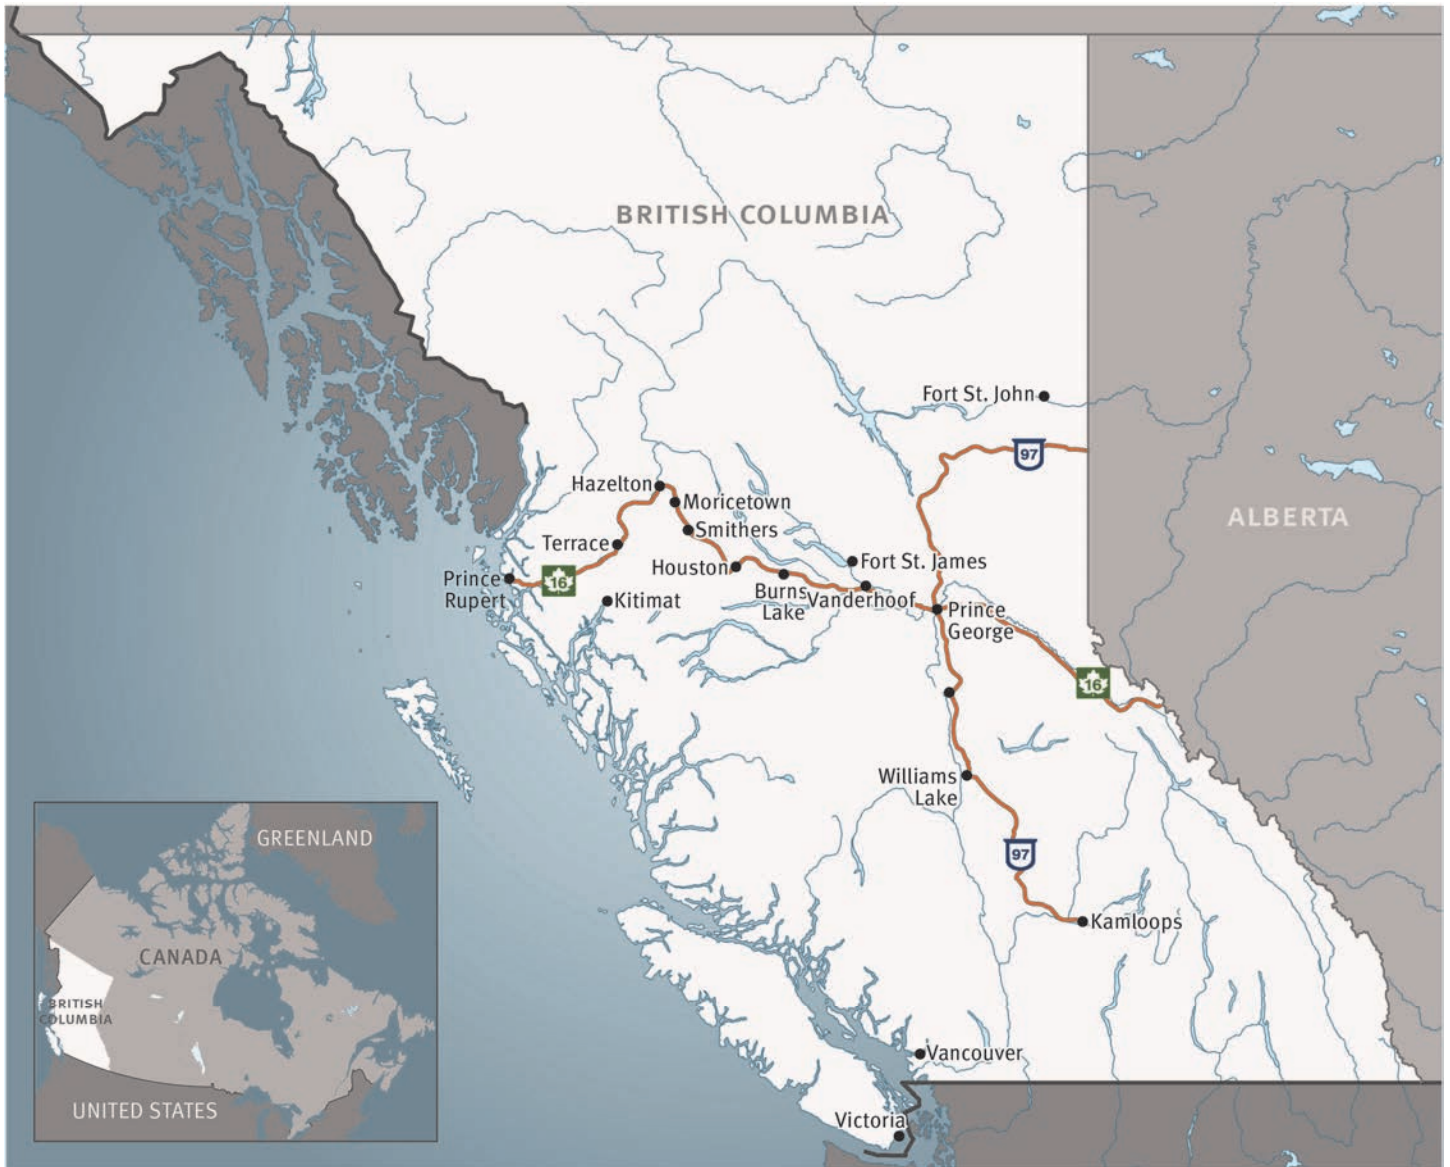 BRITISH COLUMBIA
Fort St. John
97
Hazelton
Moricetown
Smithers
ALBERTA
Terrace
Fort St. James
Houston
Prince
Rupert
16
Burns
Lake
Vanderhoof
Kitimat
Prince
George
16
Williams
Lake
97
Kamloops
Vancouver
Victoria
GREENLAND
CANADA
BRITISH
COLUMBIA
UNITED STATES